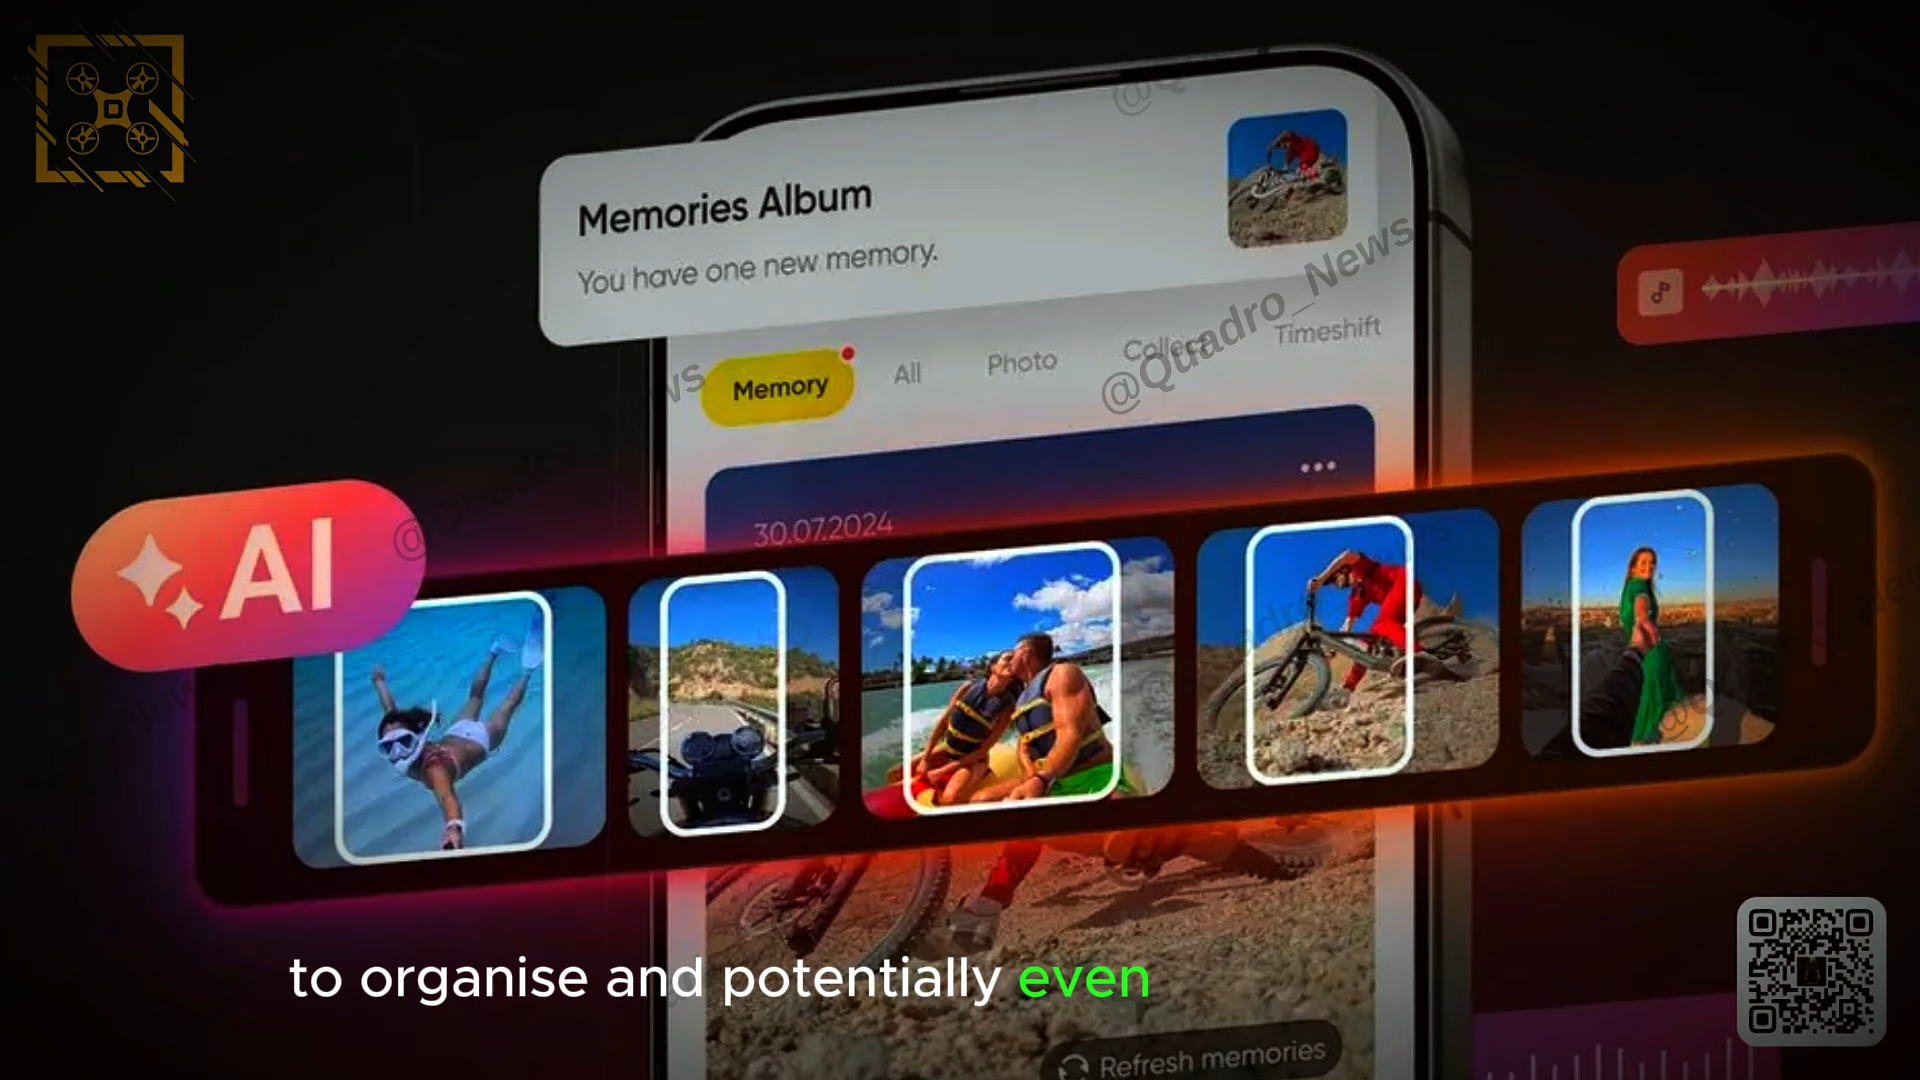 Memories Album
You have one new memory.
@Quadro_News
Memory
All
Photo
Collect
Timeshift
30.07.2024
AI
to organise and potentially even
Refresh memories